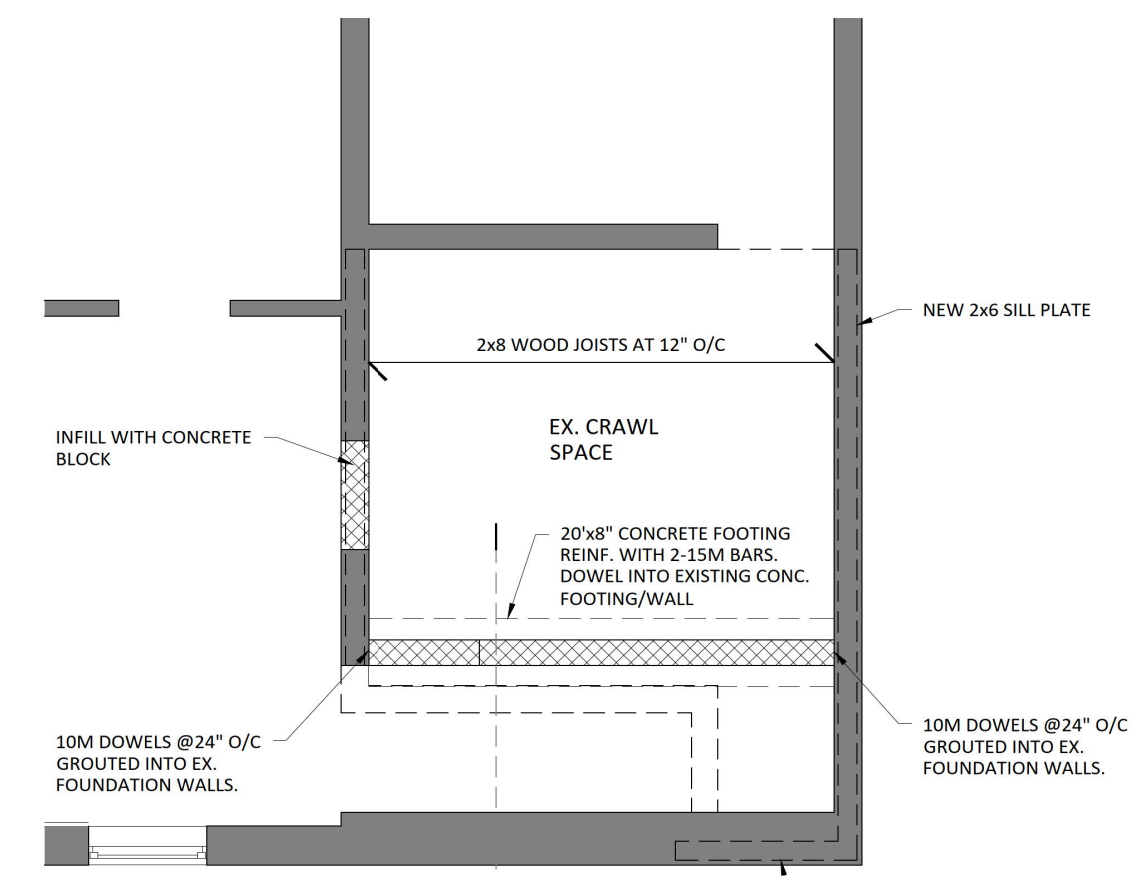 NEW 2x6 SILL PLATE
2x8 WOOD JOISTS AT 12" O/C
INFILL WITH CONCRETE
BLOCK
EX. CRAWL
SPACE
20'x8" CONCRETE FOOTING
REINF. WITH 2-15M BARS.
DOWEL INTO EXISTING CONC.
FOOTING/WALL
10M DOWELS @24" O/C
GROUTED INTO EX.
FOUNDATION WALLS.
10M DOWELS @24" O/C
GROUTED INTO EX.
FOUNDATION WALLS.